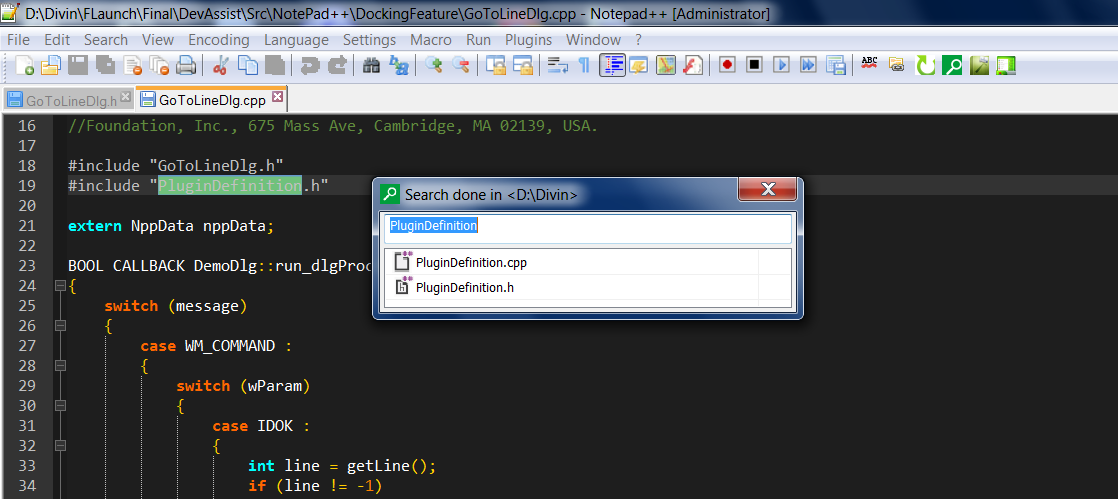 D:\Divin\FLaunch\Final\DevAssist\Src\NotePad++\DockingFeature\GoToLineDlg.cpp - Notepad++ [Administrator]
File Edit Search View Encoding Language Settings Macro Run Plugins Window ?
ABC
GoToLineDlg.h GoToLineDlg.cpp
16 //Foundation, Inc., 675 Mass Ave, Cambridge, MA 02139, USA.
17
18 #include "GoToLineDlg.h"
19 #include "PluginDefinition.h"
20
21 extern NppData nppData;
22
23 BOOL CALLBACK DemoDlg::run_dlgProc
24 {
25 switch (message)
26 {
27 case WM_COMMAND :
28 {
29 switch (wParam)
30 {
31 case IDOK :
32 {
33 int line = getLine();
34 if (line != -1)
Search done in <D:\Divin>
PluginDefinition
PluginDefinition.cpp
PluginDefinition.h